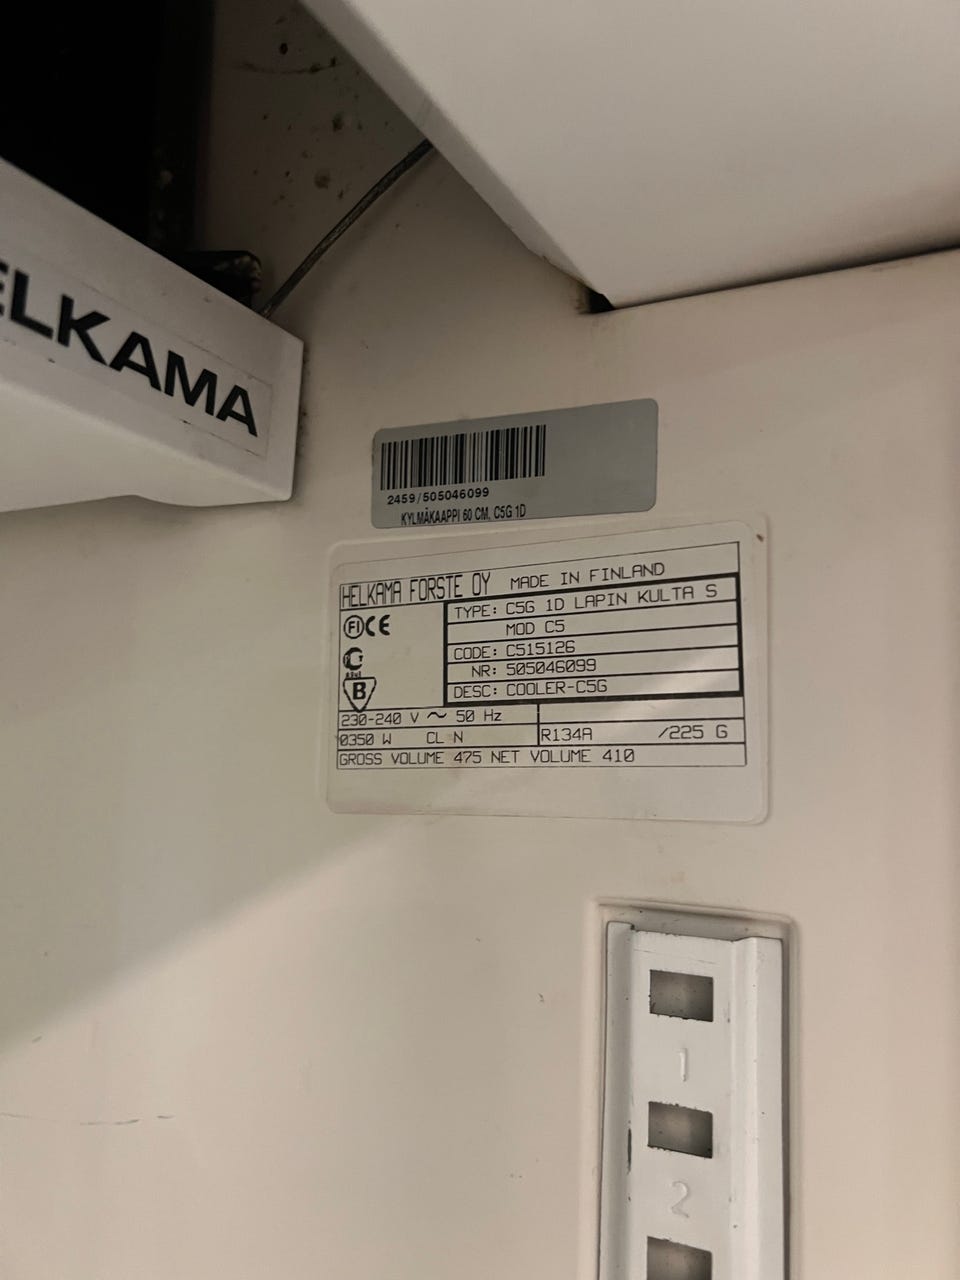 ELKAMA
2459/505046099
KYLMÄKAAPPI 60 CM, C5G 1D
HELKAMA FORSTE OY MADE IN FINLAND
TYPE: C5G 1D LAPIN KULTA S
MOD C5
CODE: C515126
NR: 505046099
DESC: COOLER-C5G
FI CE
B
230-240 V ~ 50 Hz
0350 W CL N R134A /225 G
GROSS VOLUME 475 NET VOLUME 410
1
2